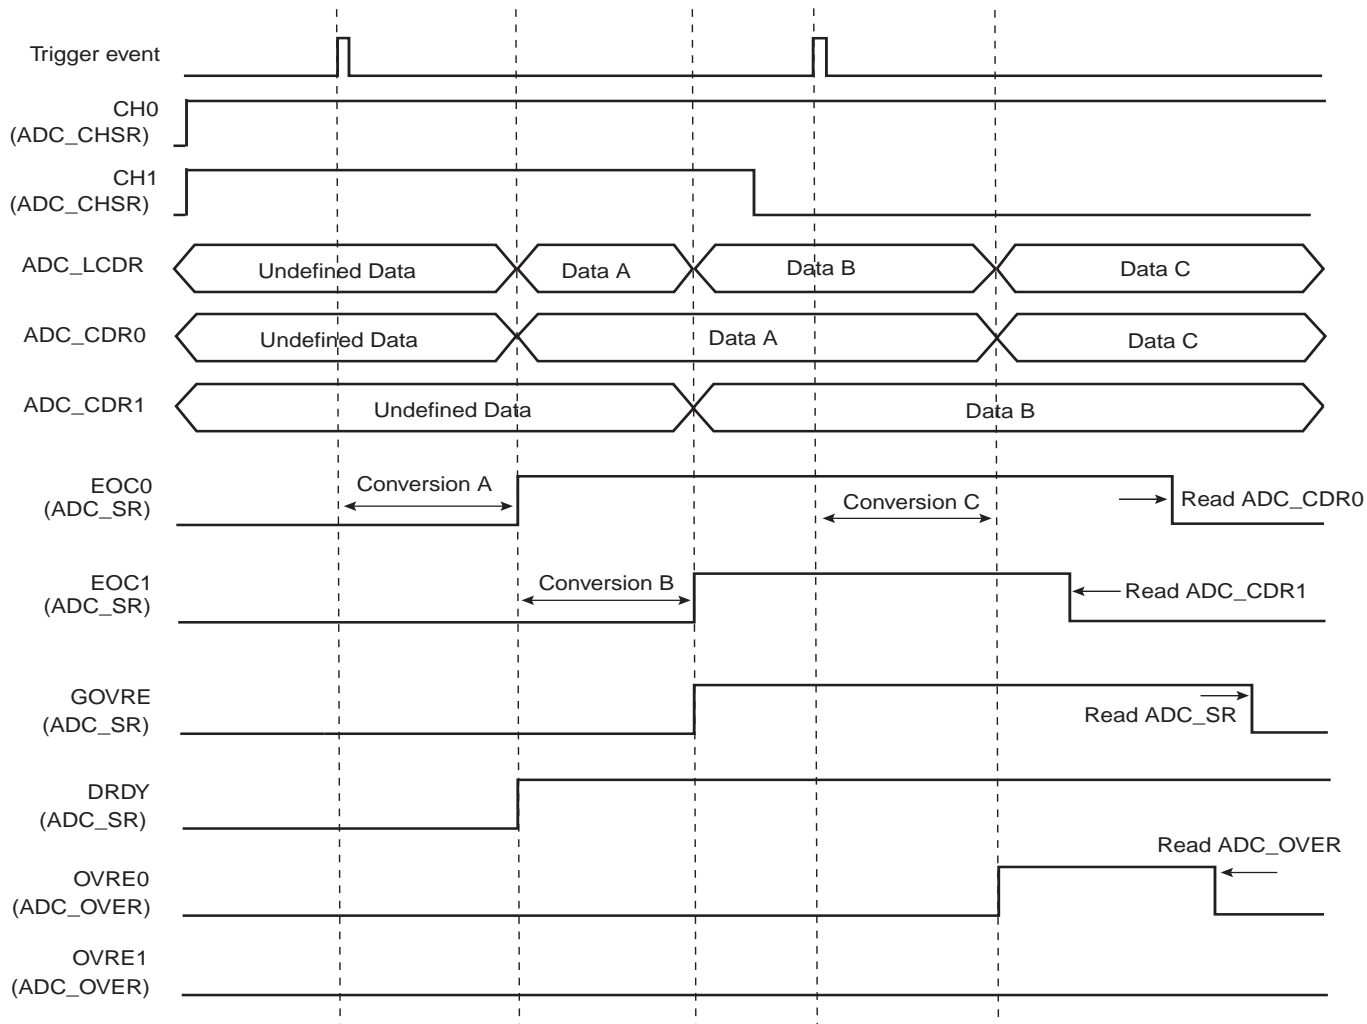 Trigger event
CH0
(ADC_CHSR)
CH1
(ADC_CHSR)
ADC_LCDR
Undefined Data
Data A
Data B
Data C
ADC_CDR0
Undefined Data
Data A
Data C
ADC_CDR1
Undefined Data
Data B
EOC0
(ADC_SR)
Conversion A
Conversion C
Read ADC_CDR0
EOC1
(ADC_SR)
Conversion B
Read ADC_CDR1
GOVRE
(ADC_SR)
Read ADC_SR
DRDY
(ADC_SR)
Read ADC_OVER
OVRE0
(ADC_OVER)
OVRE1
(ADC_OVER)